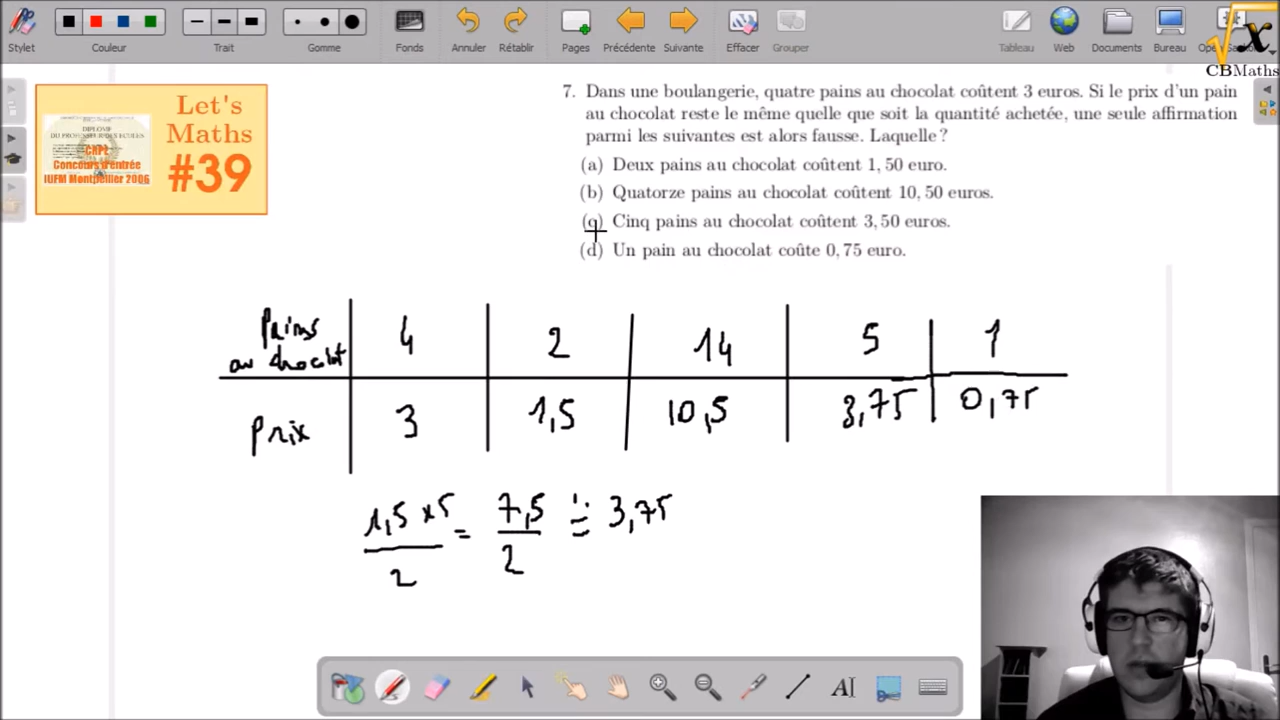 Stylet
Couleur
Trait
Gomme
Fonds
Annuler
Rétablir
Pages
Précédente
Suivante
Effacer
Grouper
Tableau
Web
Documents
Bureau
√x
CBMaths
Let's
Maths
#39
CRPE
Concours d'entrée
IUFM Montpellier 2006
7. Dans une boulangerie, quatre pains au chocolat coûtent 3 euros. Si le prix d'un pain
au chocolat reste le même quelle que soit la quantité achetée, une seule affirmation
parmi les suivantes est alors fausse. Laquelle ?
(a) Deux pains au chocolat coûtent 1, 50 euro.
(b) Quatorze pains au chocolat coûtent 10, 50 euros.
(c) Cinq pains au chocolat coûtent 3, 50 euros.
(d) Un pain au chocolat coûte 0, 75 euro.
Pains
au chocolat 4 2 14 5 1
Prix 3 1,5 10,5 3,75 0,75
1,5 × 5 / 2 = 7,5 / 2 = 3,75
AI